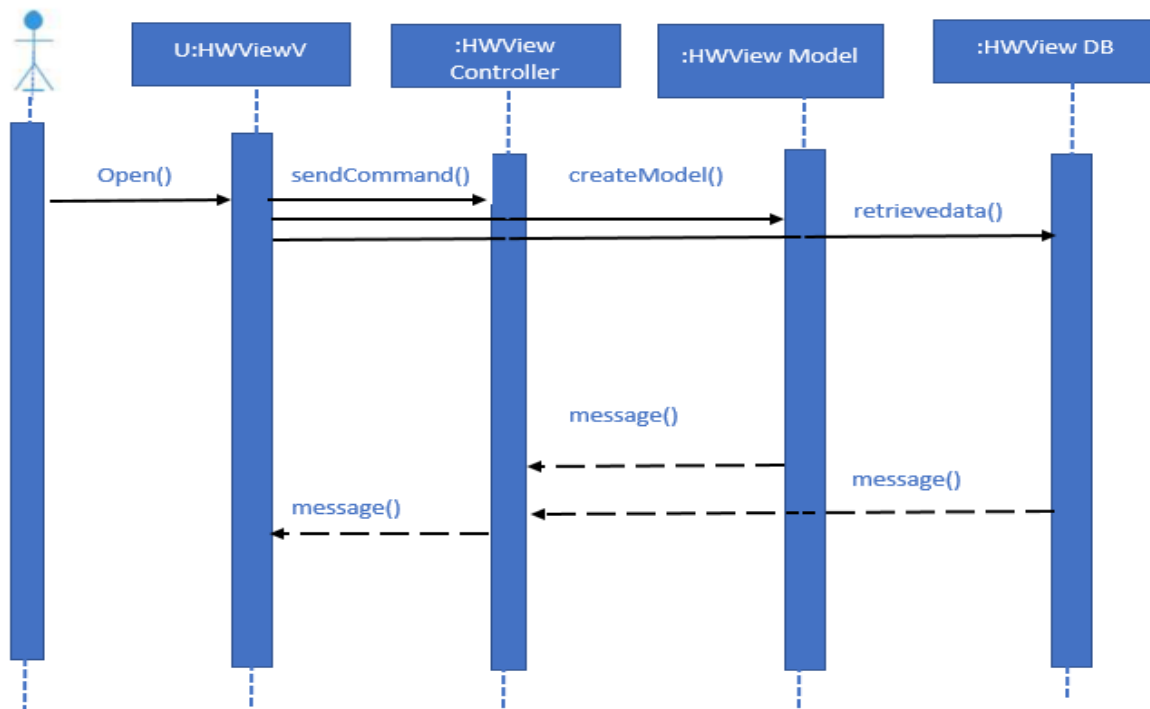 U:HWViewV
:HWView
Controller
:HWView Model
:HWView DB
Open()
sendCommand()
createModel()
retrievedata()
message()
message()
message()